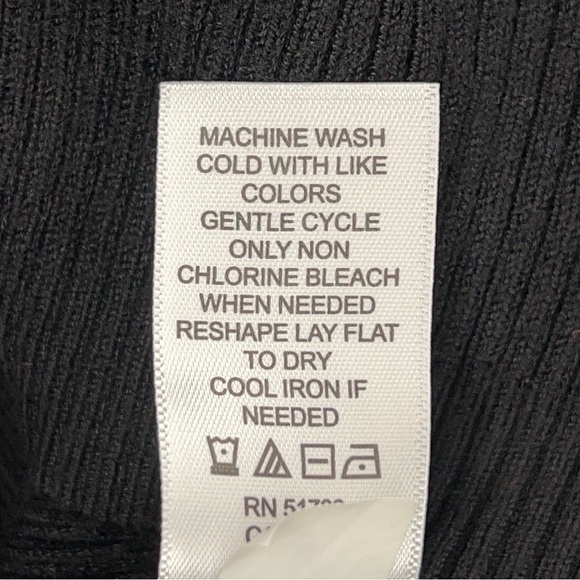 MACHINE WASH
COLD WITH LIKE
COLORS
GENTLE CYCLE
ONLY NON
CHLORINE BLEACH
WHEN NEEDED
RESHAPE LAY FLAT
TO DRY
COOL IRON IF
NEEDED
RN